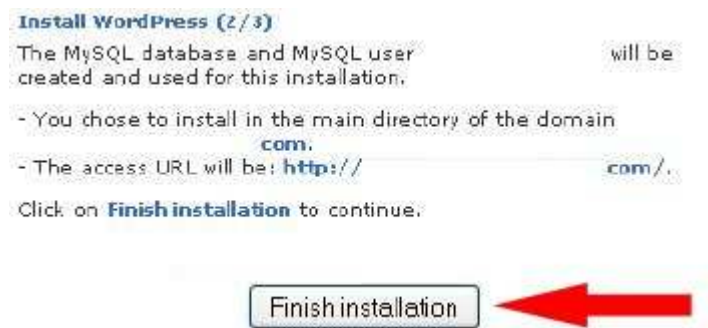 Install WordPress (2/3)
The MySQL database and MySQL user will be
created and used for this installation.
- You chose to install in the main directory of the domain
com.
- The access URL will be: http:// com/.
Click on Finish installation to continue.
Finish installation